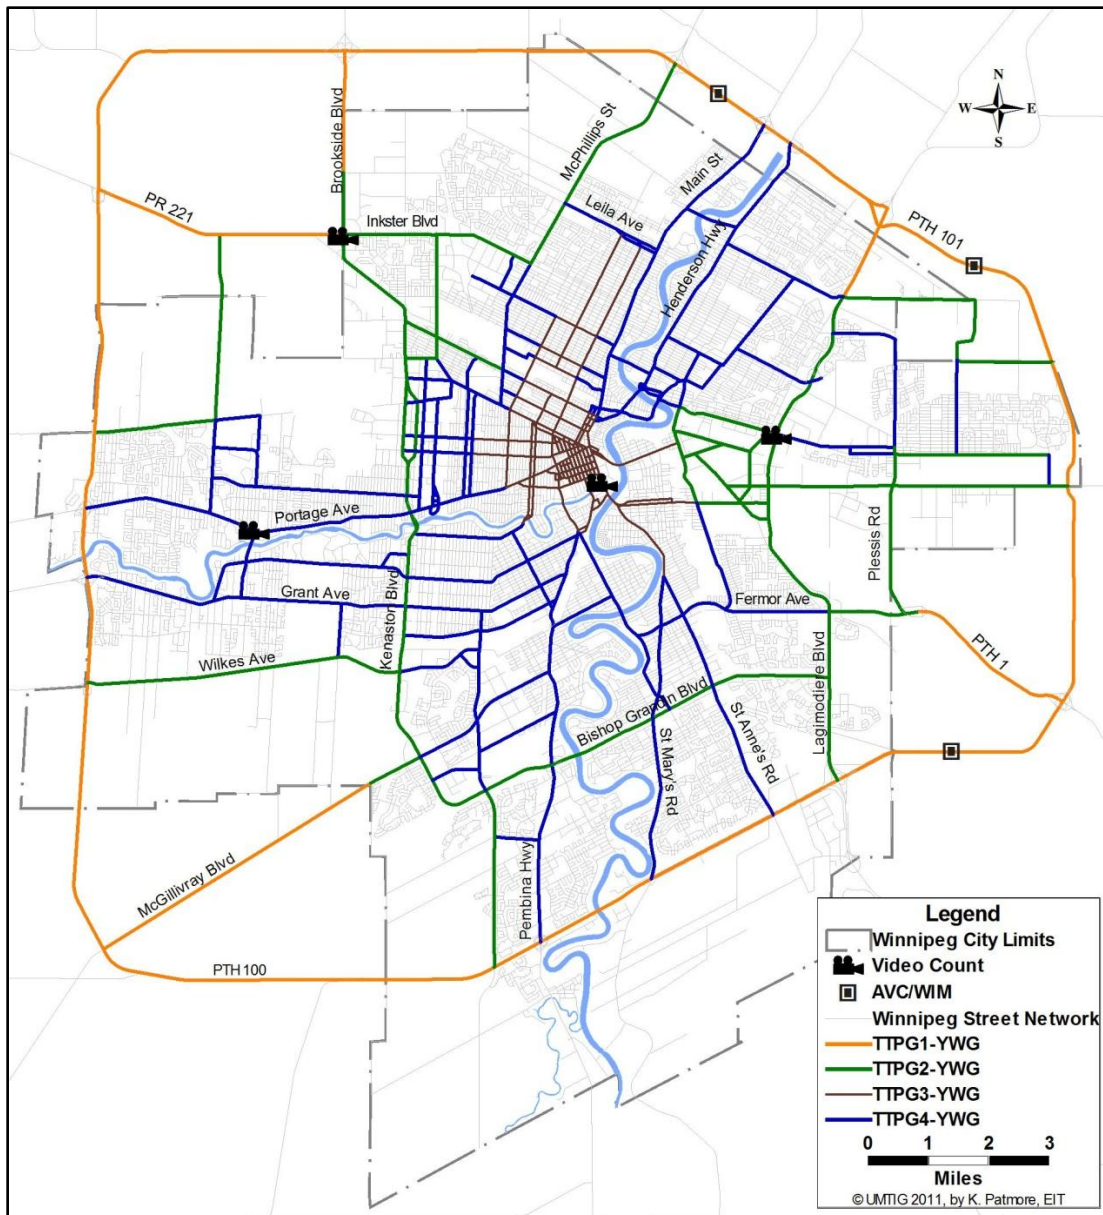 N
W E
S
Brookside Blvd
McPhillips St
Main St
PR 221
Inkster Blvd
Leila Ave
Henderson Hwy
PTH 101
Portage Ave
Plessis Rd
Grant Ave
Kenaston Blvd
Fermor Ave
Wilkes Ave
PTH 1
Lagimodiere Blvd
Bishop Grandin Blvd
St Mary's Rd
St Anne's Rd
McGillivray Blvd
Pembina Hwy
PTH 100
Legend
Winnipeg City Limits
Video Count
AVC/WIM
Winnipeg Street Network
TTPG1-YWG
TTPG2-YWG
TTPG3-YWG
TTPG4-YWG
0 1 2 3
Miles
© UMTIG 2011, by K. Patmore, EIT